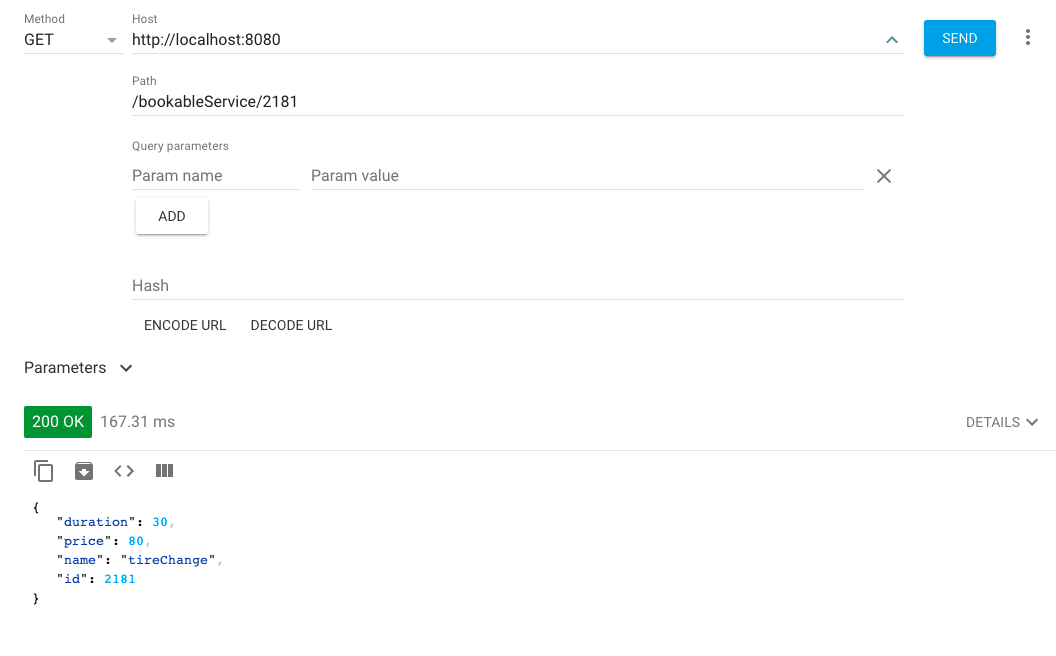 Method
Host
GET
http://localhost:8080
SEND
Path
/bookableService/2181
Query parameters
Param name
Param value
ADD
Hash
ENCODE URL
DECODE URL
Parameters
200 OK
167.31 ms
DETAILS
{
"duration": 30,
"price": 80,
"name": "tireChange",
"id": 2181
}